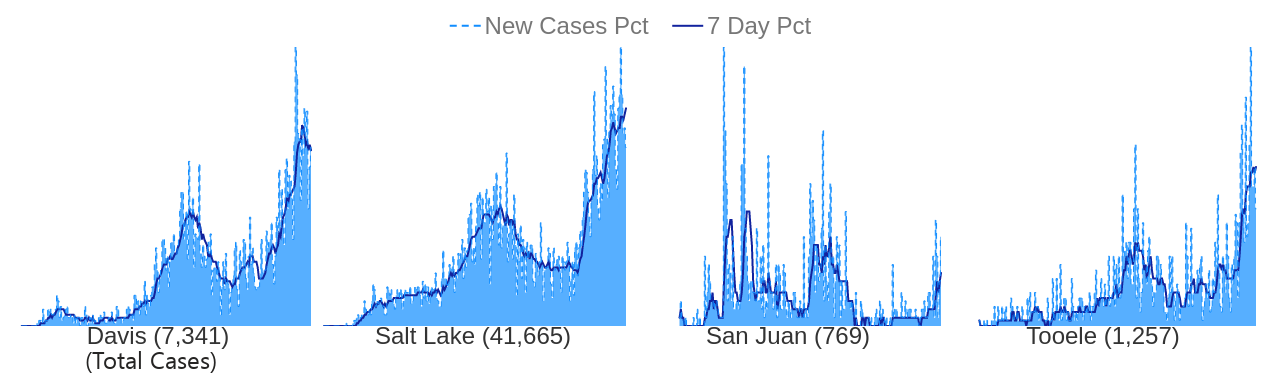 New Cases Pct 7 Day Pct
Davis (7,341) Salt Lake (41,665) San Juan (769) Tooele (1,257)
(Total Cases)